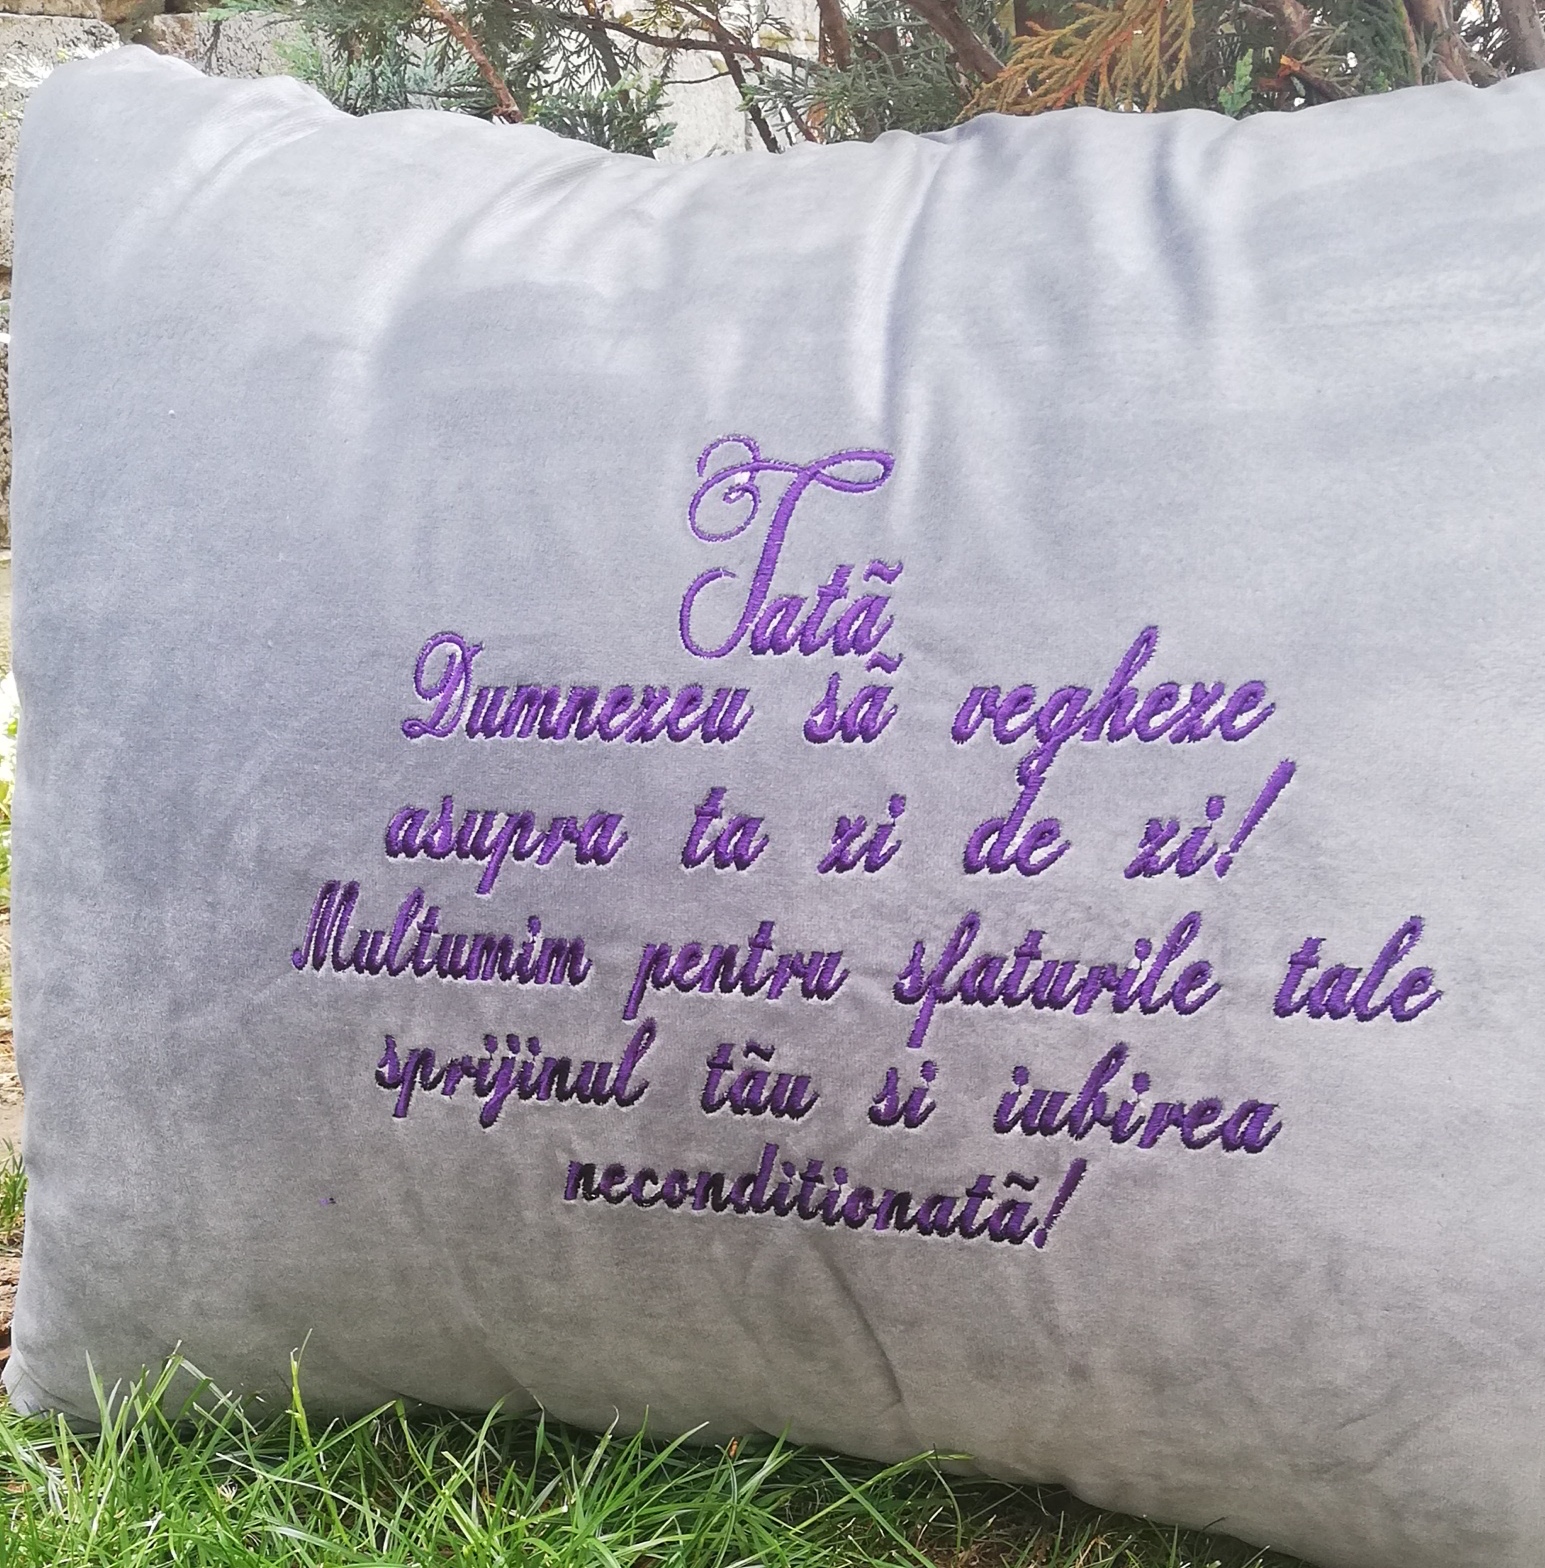 Tatã
Dumnezeu sã vegheze
asupra ta zi de zi!
Multumim pentru sfaturile tale
sprijinul tãu si iubirea
neconditionatã!